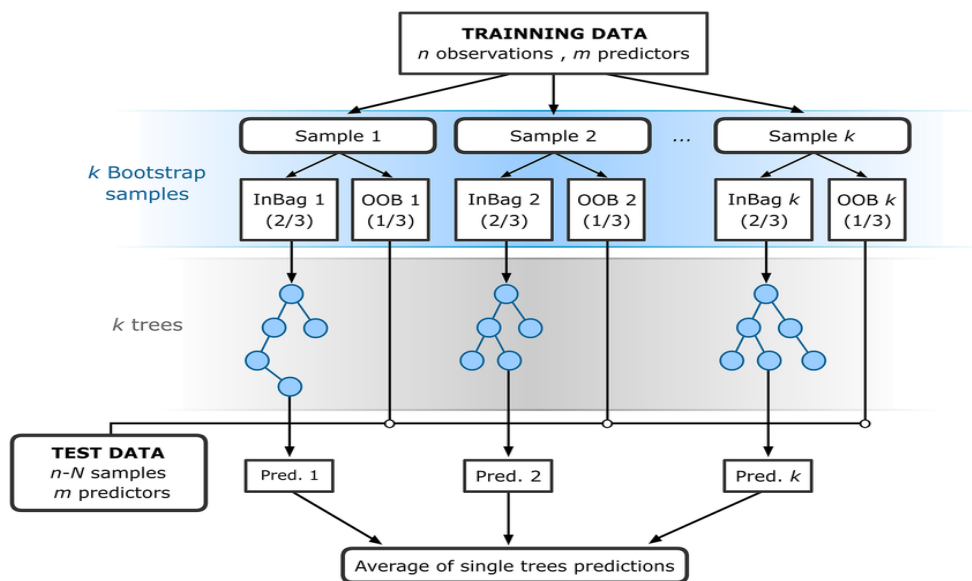 TRAINNING DATA
n observations , m predictors
Sample 1
Sample 2
...
Sample k
k Bootstrap
samples
InBag 1
(2/3)
OOB 1
(1/3)
InBag 2
(2/3)
OOB 2
(1/3)
InBag k
(2/3)
OOB k
(1/3)
k trees
TEST DATA
n-N samples
m predictors
Pred. 1
Pred. 2
Pred. k
Average of single trees predictions